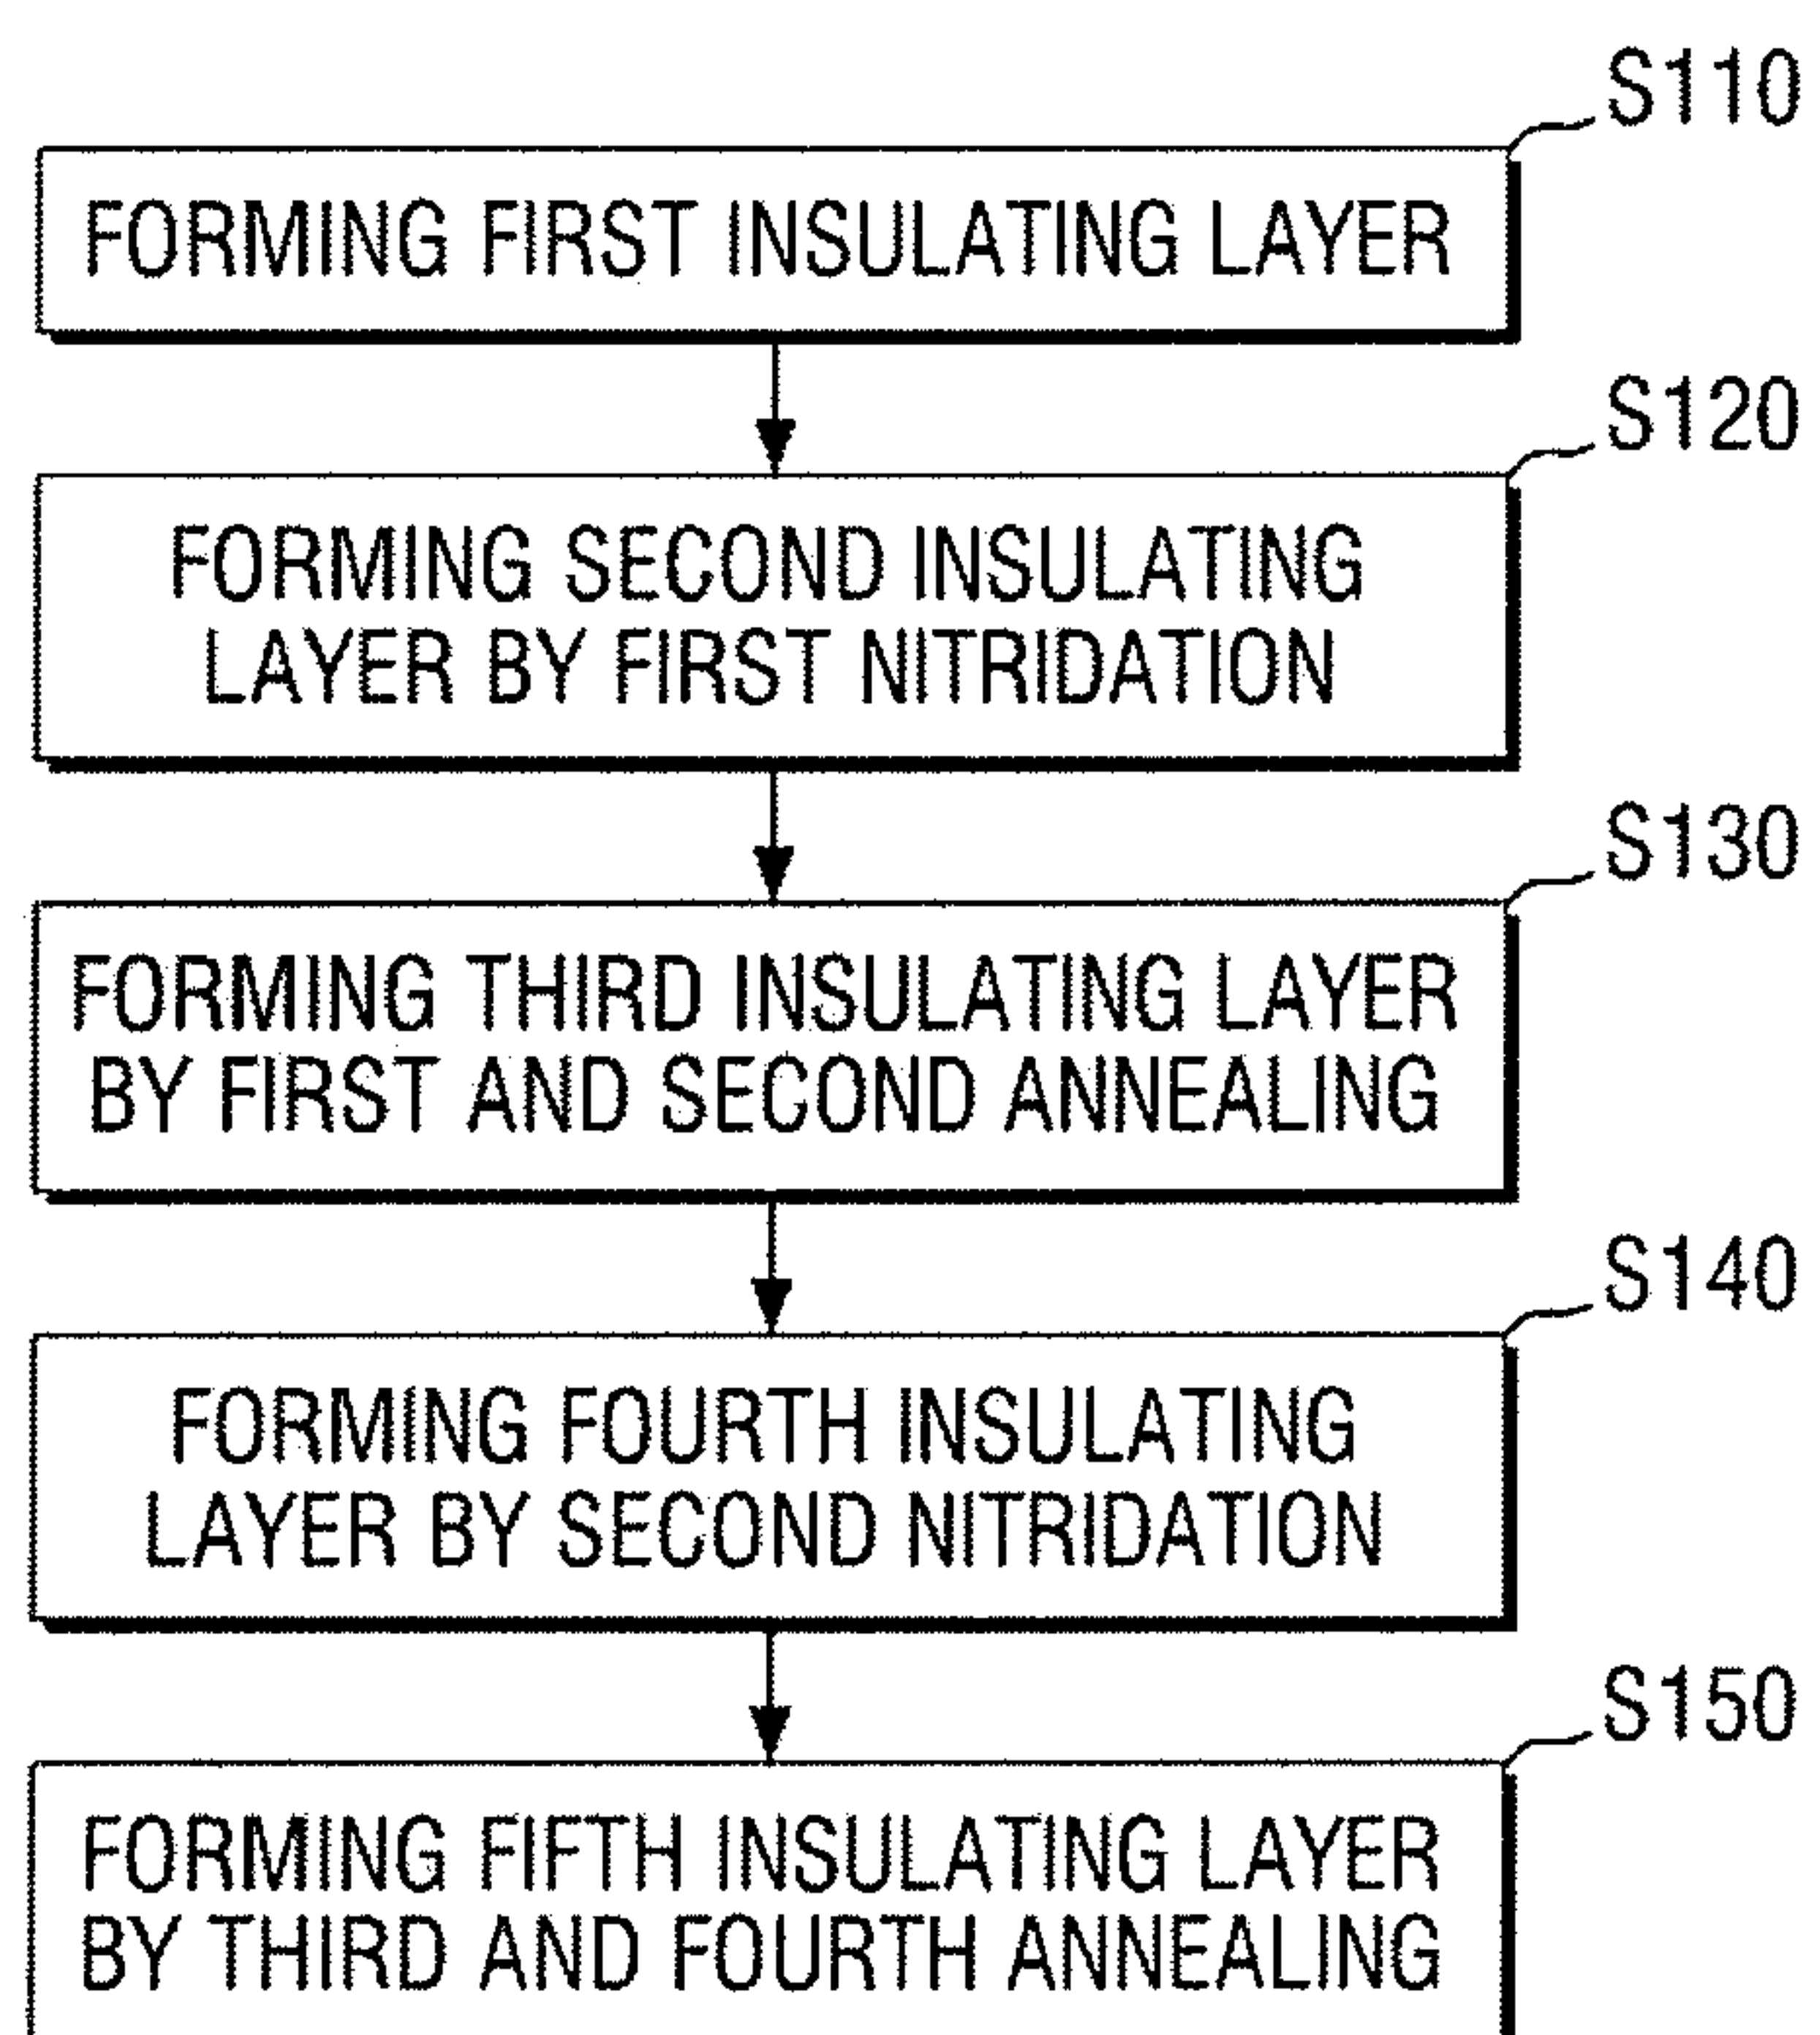 S110
FORMING FIRST INSULATING LAYER
S120
FORMING SECOND INSULATING
LAYER BY FIRST NITRIDATION
S130
FORMING THIRD INSULATING LAYER
BY FIRST AND SECOND ANNEALING
S140
FORMING FOURTH INSULATING
LAYER BY SECOND NITRIDATION
S150
FORMING FIFTH INSULATING LAYER
BY THIRD AND FOURTH ANNEALING